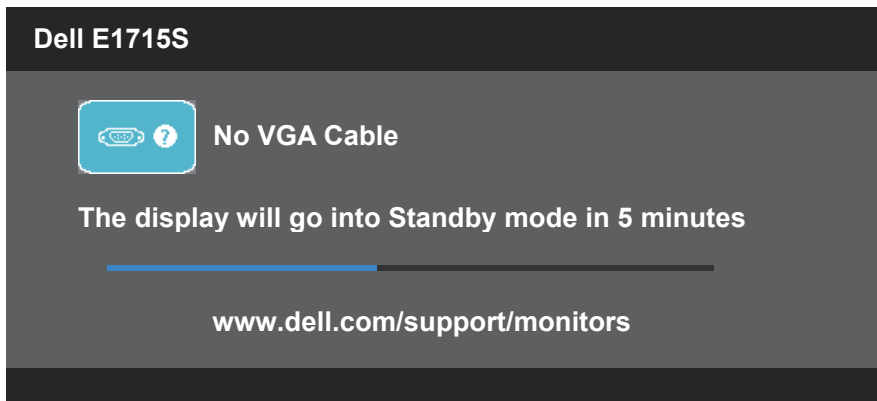 Dell E1715S
No VGA Cable
The display will go into Standby mode in 5 minutes
www.dell.com/support/monitors